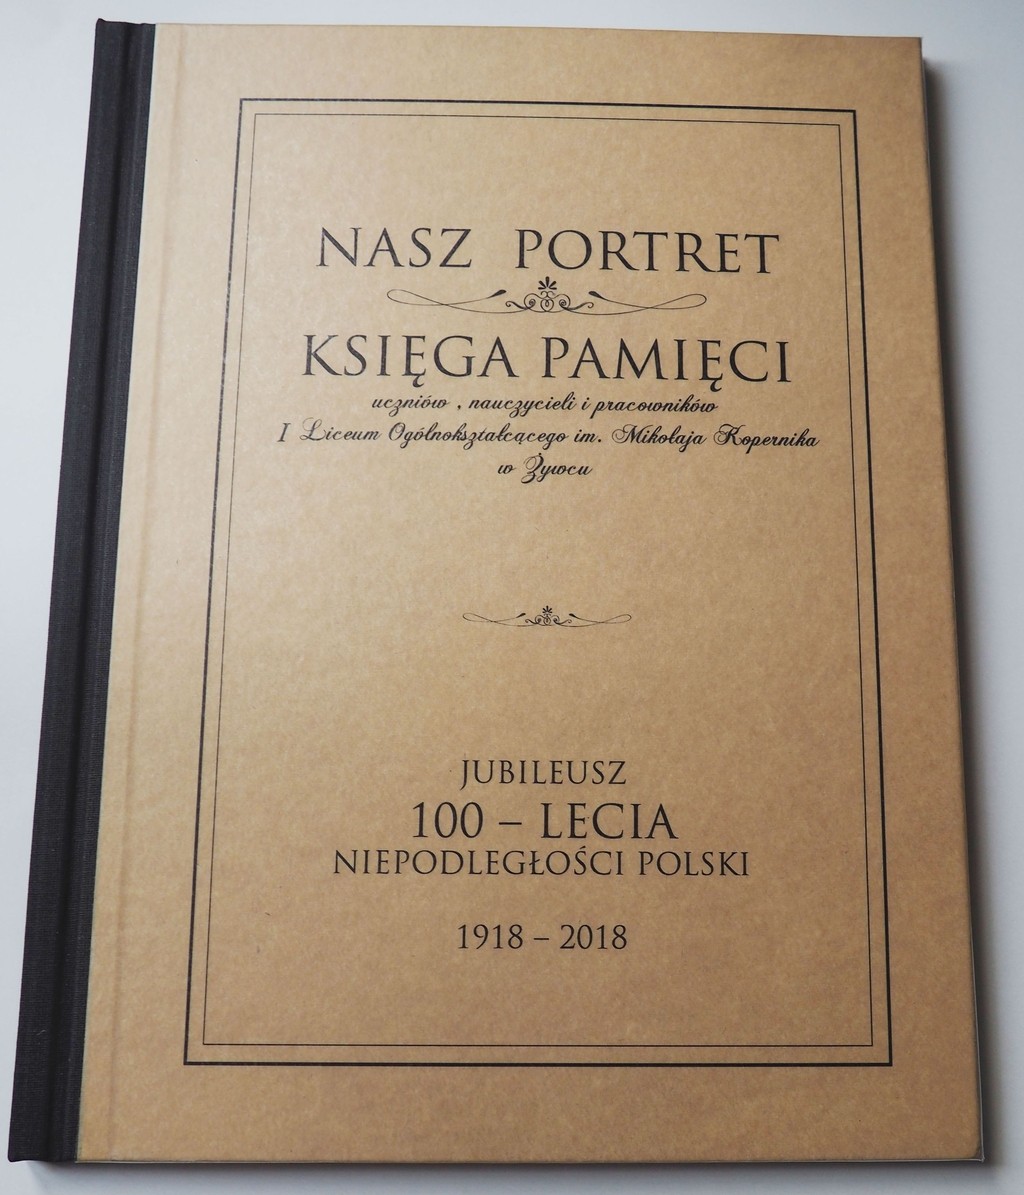 NASZ PORTRET
KSIĘGA PAMIĘCI
uczniów , nauczycieli i pracowników
I Liceum Ogólnokształcącego im. Mikołaja Kopernika
w Żywcu
JUBILEUSZ
100 – LECIA
NIEPODLEGŁOŚCI POLSKI
1918 – 2018